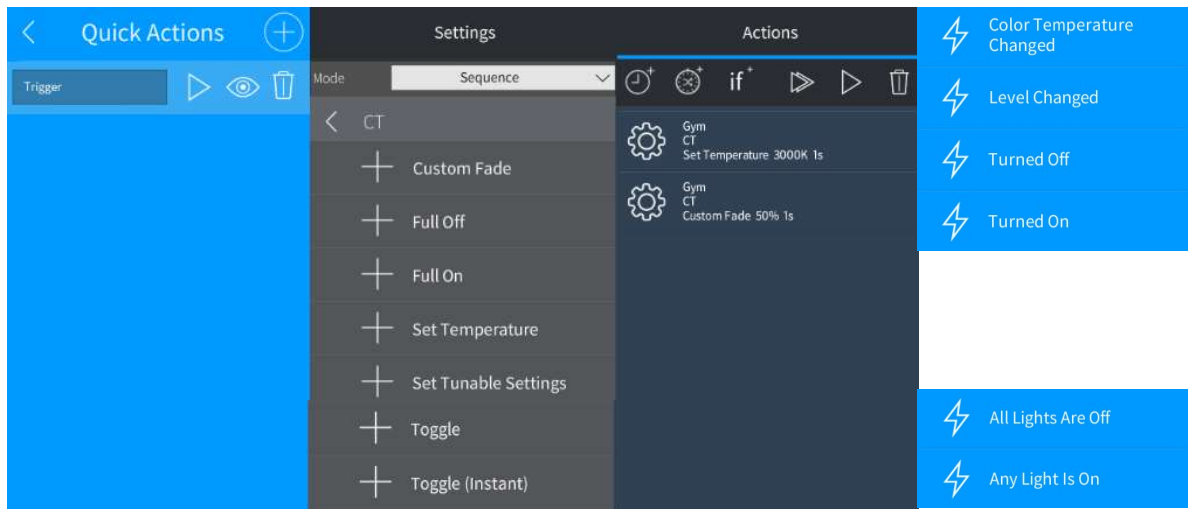 Quick Actions
Trigger
Settings
Mode
Sequence
CT
Custom Fade
Full Off
Full On
Set Temperature
Set Tunable Settings
Toggle
Toggle (Instant)
Actions
if+
Gym
CT
Set Temperature 3000K 1s
Gym
CT
Custom Fade 50% 1s
Color Temperature
Changed
Level Changed
Turned Off
Turned On
All Lights Are Off
Any Light Is On